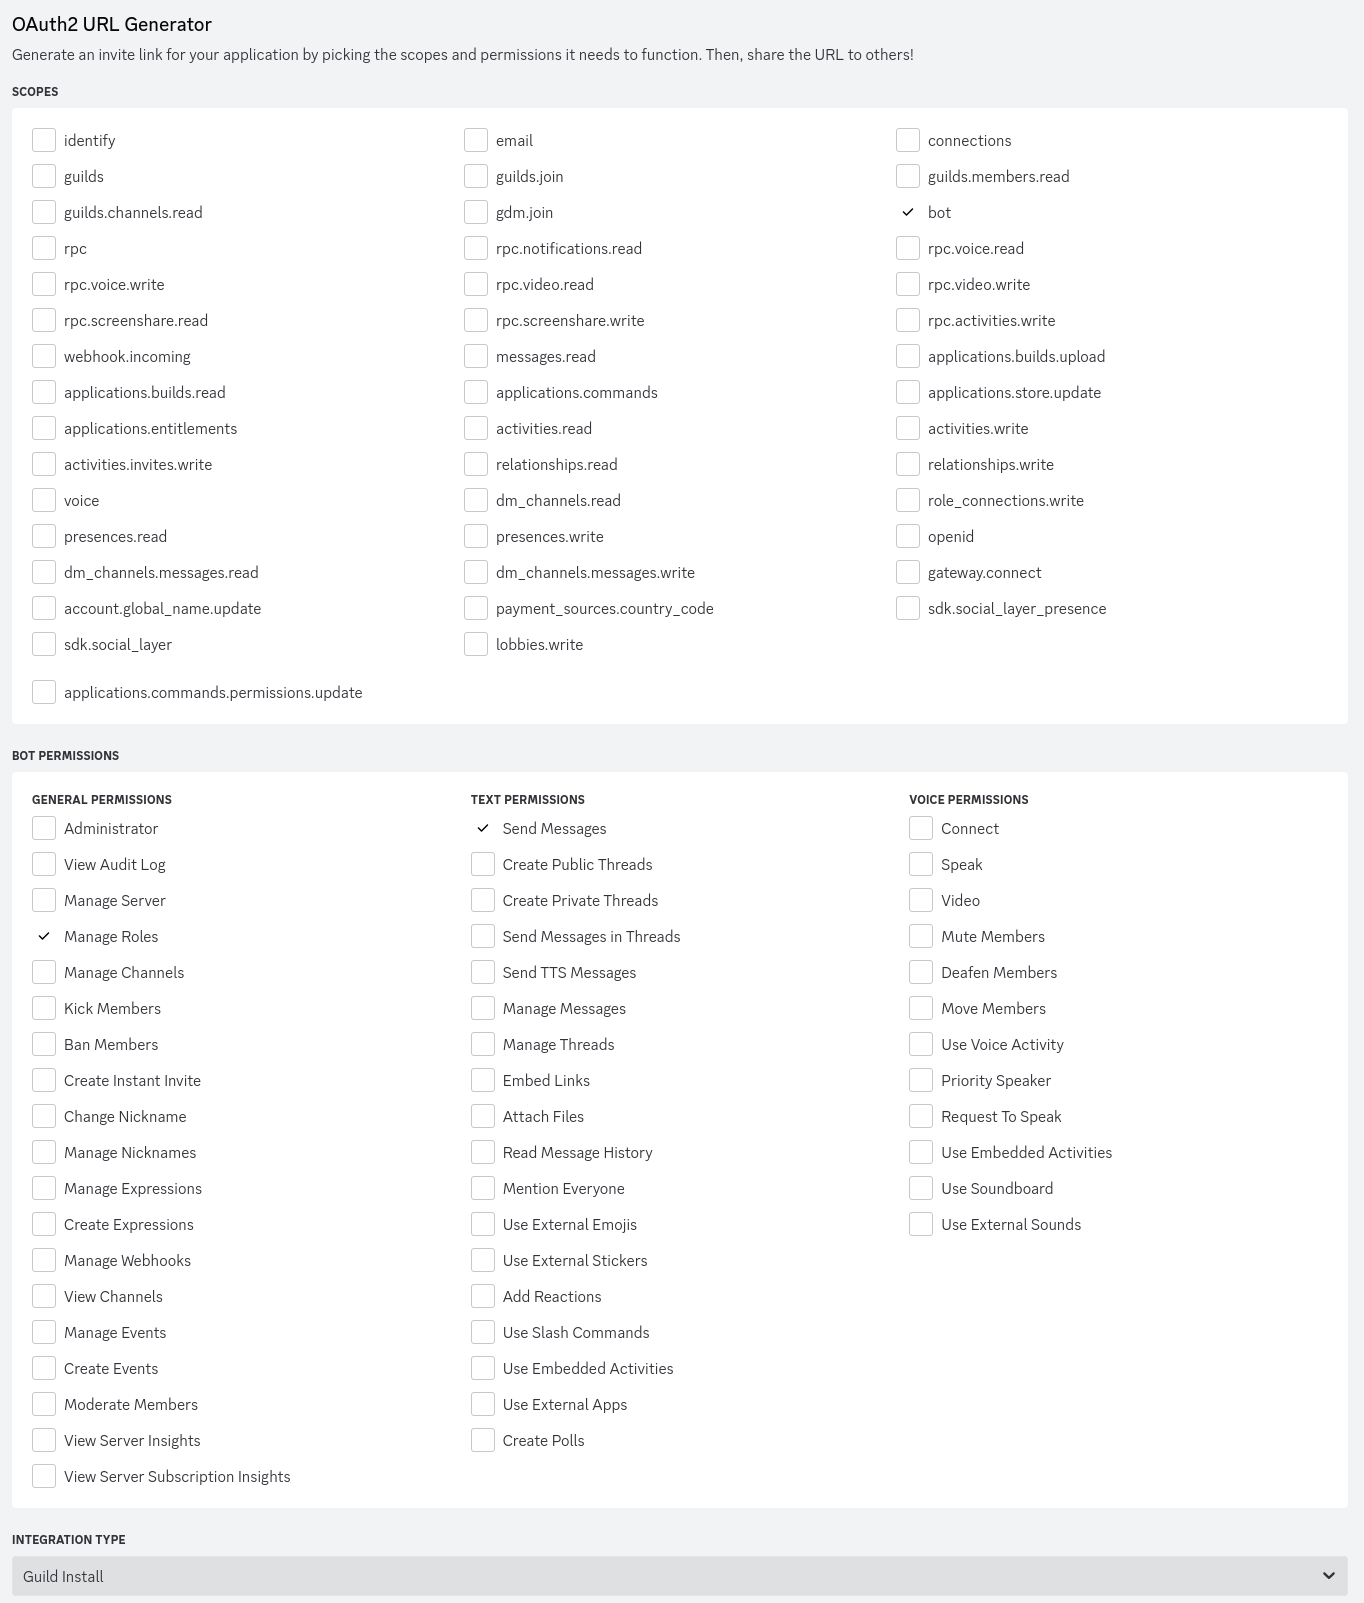 OAuth2 URL Generator
Generate an invite link for your application by picking the scopes and permissions it needs to function. Then, share the URL to others!
SCOPES
identify email connections
guilds guilds.join guilds.members.read
guilds.channels.read gdm.join bot
rpc rpc.notifications.read rpc.voice.read
rpc.voice.write rpc.video.read rpc.video.write
rpc.screenshare.read rpc.screenshare.write rpc.activities.write
webhook.incoming messages.read applications.builds.upload
applications.builds.read applications.commands applications.store.update
applications.entitlements activities.read activities.write
activities.invites.write relationships.read relationships.write
voice dm_channels.read role_connections.write
presences.read presences.write openid
dm_channels.messages.read dm_channels.messages.write gateway.connect
account.global_name.update payment_sources.country_code sdk.social_layer_presence
sdk.social_layer lobbies.write
applications.commands.permissions.update
BOT PERMISSIONS
GENERAL PERMISSIONS
Administrator
View Audit Log
Manage Server
Manage Roles
Manage Channels
Kick Members
Ban Members
Create Instant Invite
Change Nickname
Manage Nicknames
Manage Expressions
Create Expressions
Manage Webhooks
View Channels
Manage Events
Create Events
Moderate Members
View Server Insights
View Server Subscription Insights
TEXT PERMISSIONS
Send Messages
Create Public Threads
Create Private Threads
Send Messages in Threads
Send TTS Messages
Manage Messages
Manage Threads
Embed Links
Attach Files
Read Message History
Mention Everyone
Use External Emojis
Use External Stickers
Add Reactions
Use Slash Commands
Use Embedded Activities
Use External Apps
Create Polls
VOICE PERMISSIONS
Connect
Speak
Video
Mute Members
Deafen Members
Move Members
Use Voice Activity
Priority Speaker
Request To Speak
Use Embedded Activities
Use Soundboard
Use External Sounds
INTEGRATION TYPE
Guild Install